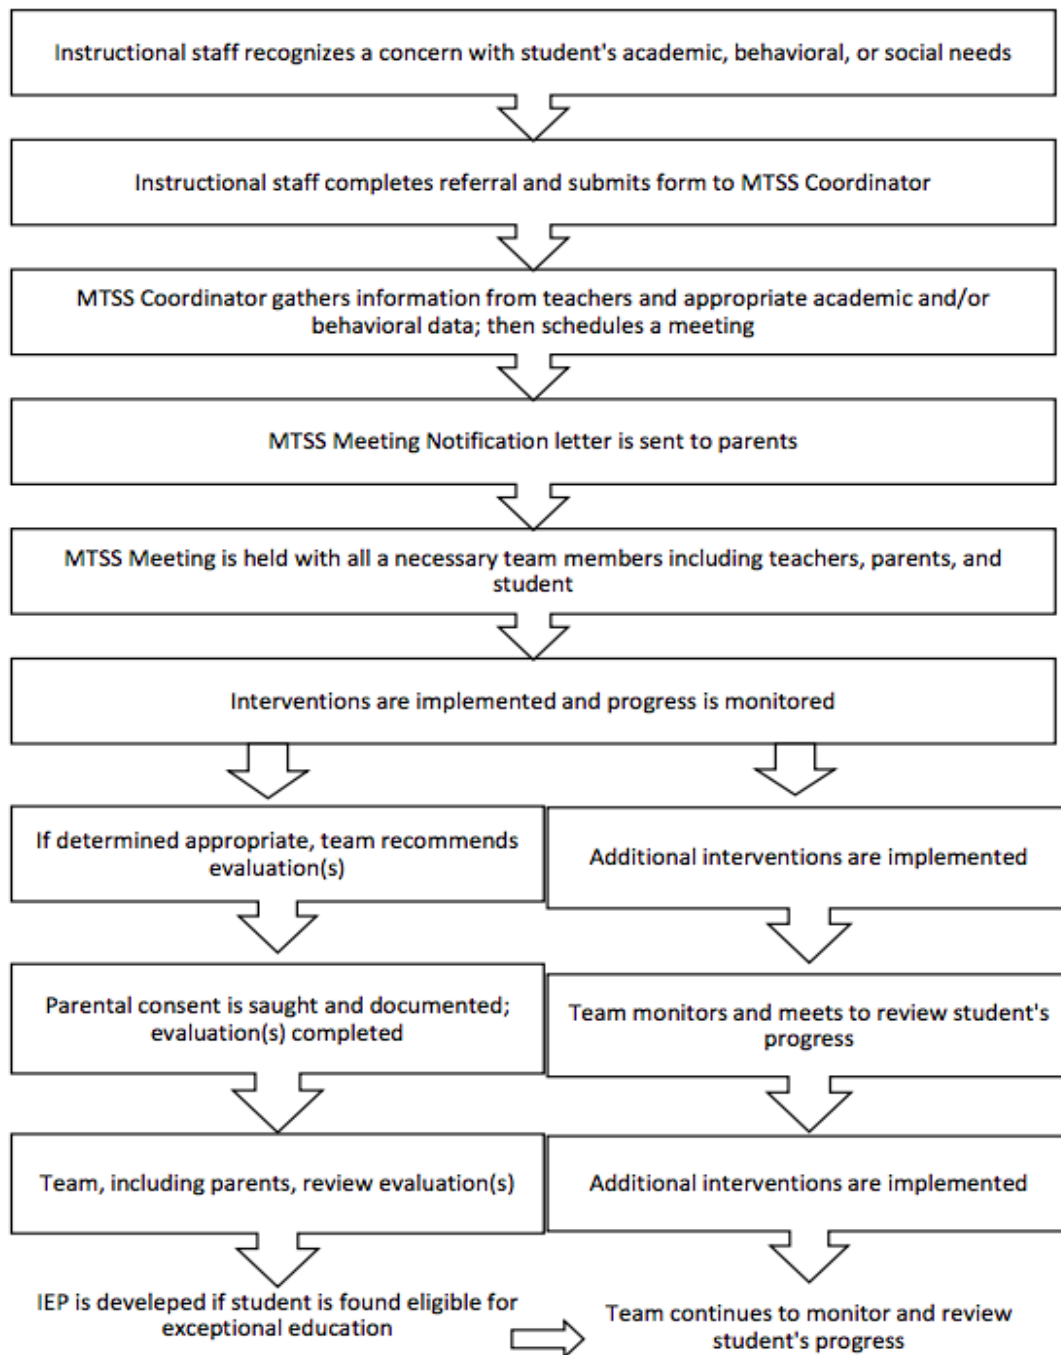 Instructional staff recognizes a concern with student's academic, behavioral, or social needs
Instructional staff completes referral and submits form to MTSS Coordinator
MTSS Coordinator gathers information from teachers and appropriate academic and/or
behavioral data; then schedules a meeting
MTSS Meeting Notification letter is sent to parents
MTSS Meeting is held with all a necessary team members including teachers, parents, and
student
Interventions are implemented and progress is monitored
If determined appropriate, team recommends
evaluation(s)
Additional interventions are implemented
Parental consent is saught and documented;
evaluation(s) completed
Team monitors and meets to review student's
progress
Team, including parents, review evaluation(s)
Additional interventions are implemented
IEP is develeped if student is found eligible for
exceptional education
Team continues to monitor and review
student's progress